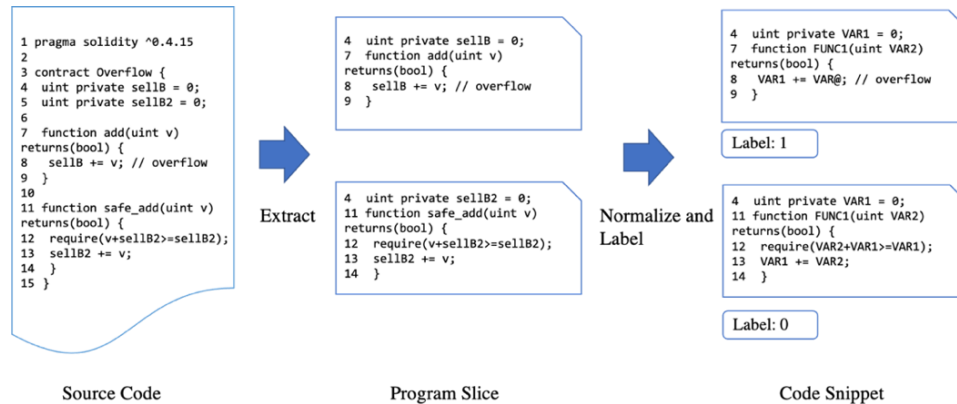 1 pragma solidity ^0.4.15
2
3 contract Overflow {
4 uint private sellB = 0;
5 uint private sellB2 = 0;
6
7 function add(uint v)
returns(bool) {
8 sellB += v; // overflow
9 }
10
11 function safe_add(uint v)
returns(bool) {
12 require(v+sellB2>=sellB2);
13 sellB2 += v;
14 }
15 }
Source Code
Extract
4 uint private sellB = 0;
7 function add(uint v)
returns(bool) {
8 sellB += v; // overflow
9 }
4 uint private sellB2 = 0;
11 function safe_add(uint v)
returns(bool) {
12 require(v+sellB2>=sellB2);
13 sellB2 += v;
14 }
Program Slice
Normalize and
Label
4 uint private VAR1 = 0;
7 function FUNC1(uint VAR2)
returns(bool) {
8 VAR1 += VAR@; // overflow
9 }
Label: 1
4 uint private VAR1 = 0;
11 function FUNC1(uint VAR2)
returns(bool) {
12 require(VAR2+VAR1>=VAR1);
13 VAR1 += VAR2;
14 }
Label: 0
Code Snippet